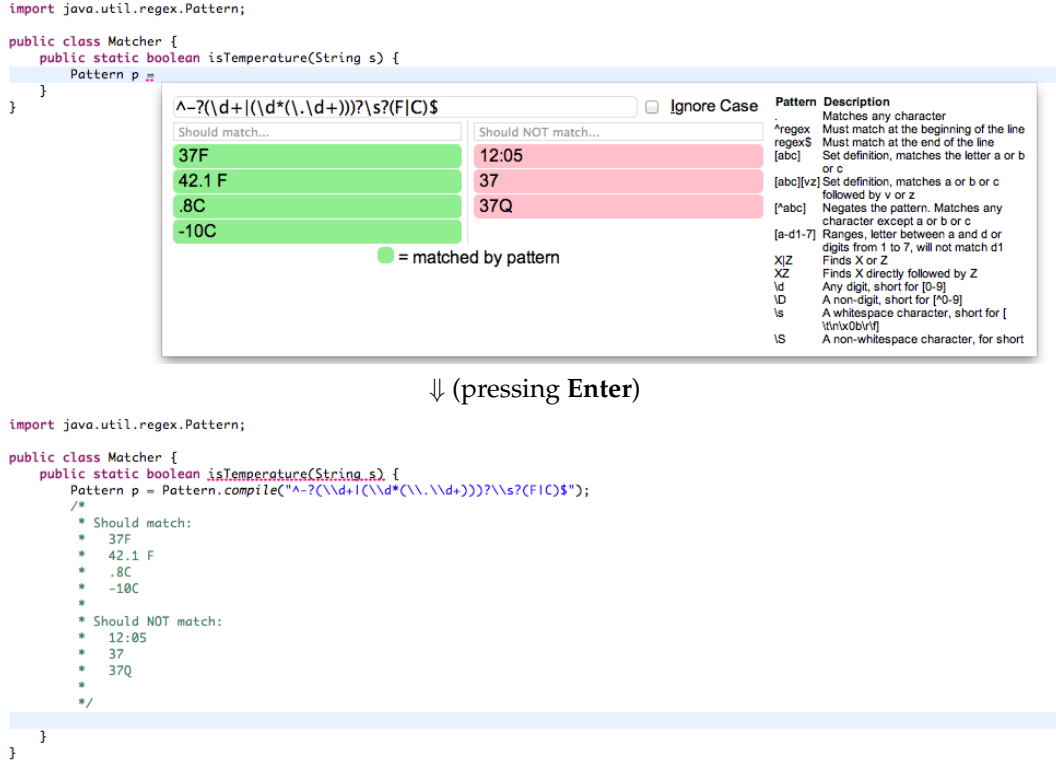 import java.util.regex.Pattern;
public class Matcher {
public static boolean isTemperature(String s) {
Pattern p =
}
}
^-?(\d+|(\d*(\.\d+)))?\s?(F|C)$
Ignore Case
Should match...
37F
42.1 F
.8C
-10C
Should NOT match...
12:05
37
37Q
= matched by pattern
Pattern Description
. Matches any character
^regex Must match at the beginning of the line
regex$ Must match at the end of the line
[abc] Set definition, matches the letter a or b
or c
[abc][vz] Set definition, matches a or b or c
followed by v or z
[^abc] Negates the pattern. Matches any
character except a or b or c
[a-d1-7] Ranges, letter between a and d or
digits from 1 to 7, will not match d1
X|Z Finds X or Z
XZ Finds X directly followed by Z
\d Any digit, short for [0-9]
\D A non-digit, short for [^0-9]
\s A whitespace character, short for [
\t\n\x0b\r\f]
\S A non-whitespace character, for short
⇓ (pressing Enter)
import java.util.regex.Pattern;
public class Matcher {
public static boolean isTemperature(String s) {
Pattern p = Pattern.compile("^-?(\\d+|(\\d*(\\.\\d+)))?\\s?(F|C)$");
/*
* Should match:
* 37F
* 42.1 F
* .8C
* -10C
*
* Should NOT match:
* 12:05
* 37
* 37Q
*
*/
}
}